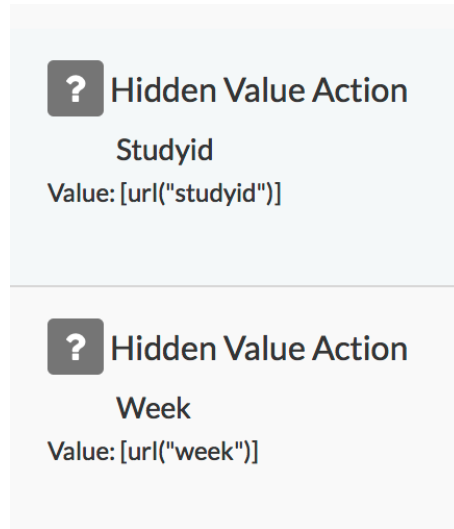 ? Hidden Value Action
Studyid
Value: [url("studyid")]
? Hidden Value Action
Week
Value: [url("week")]